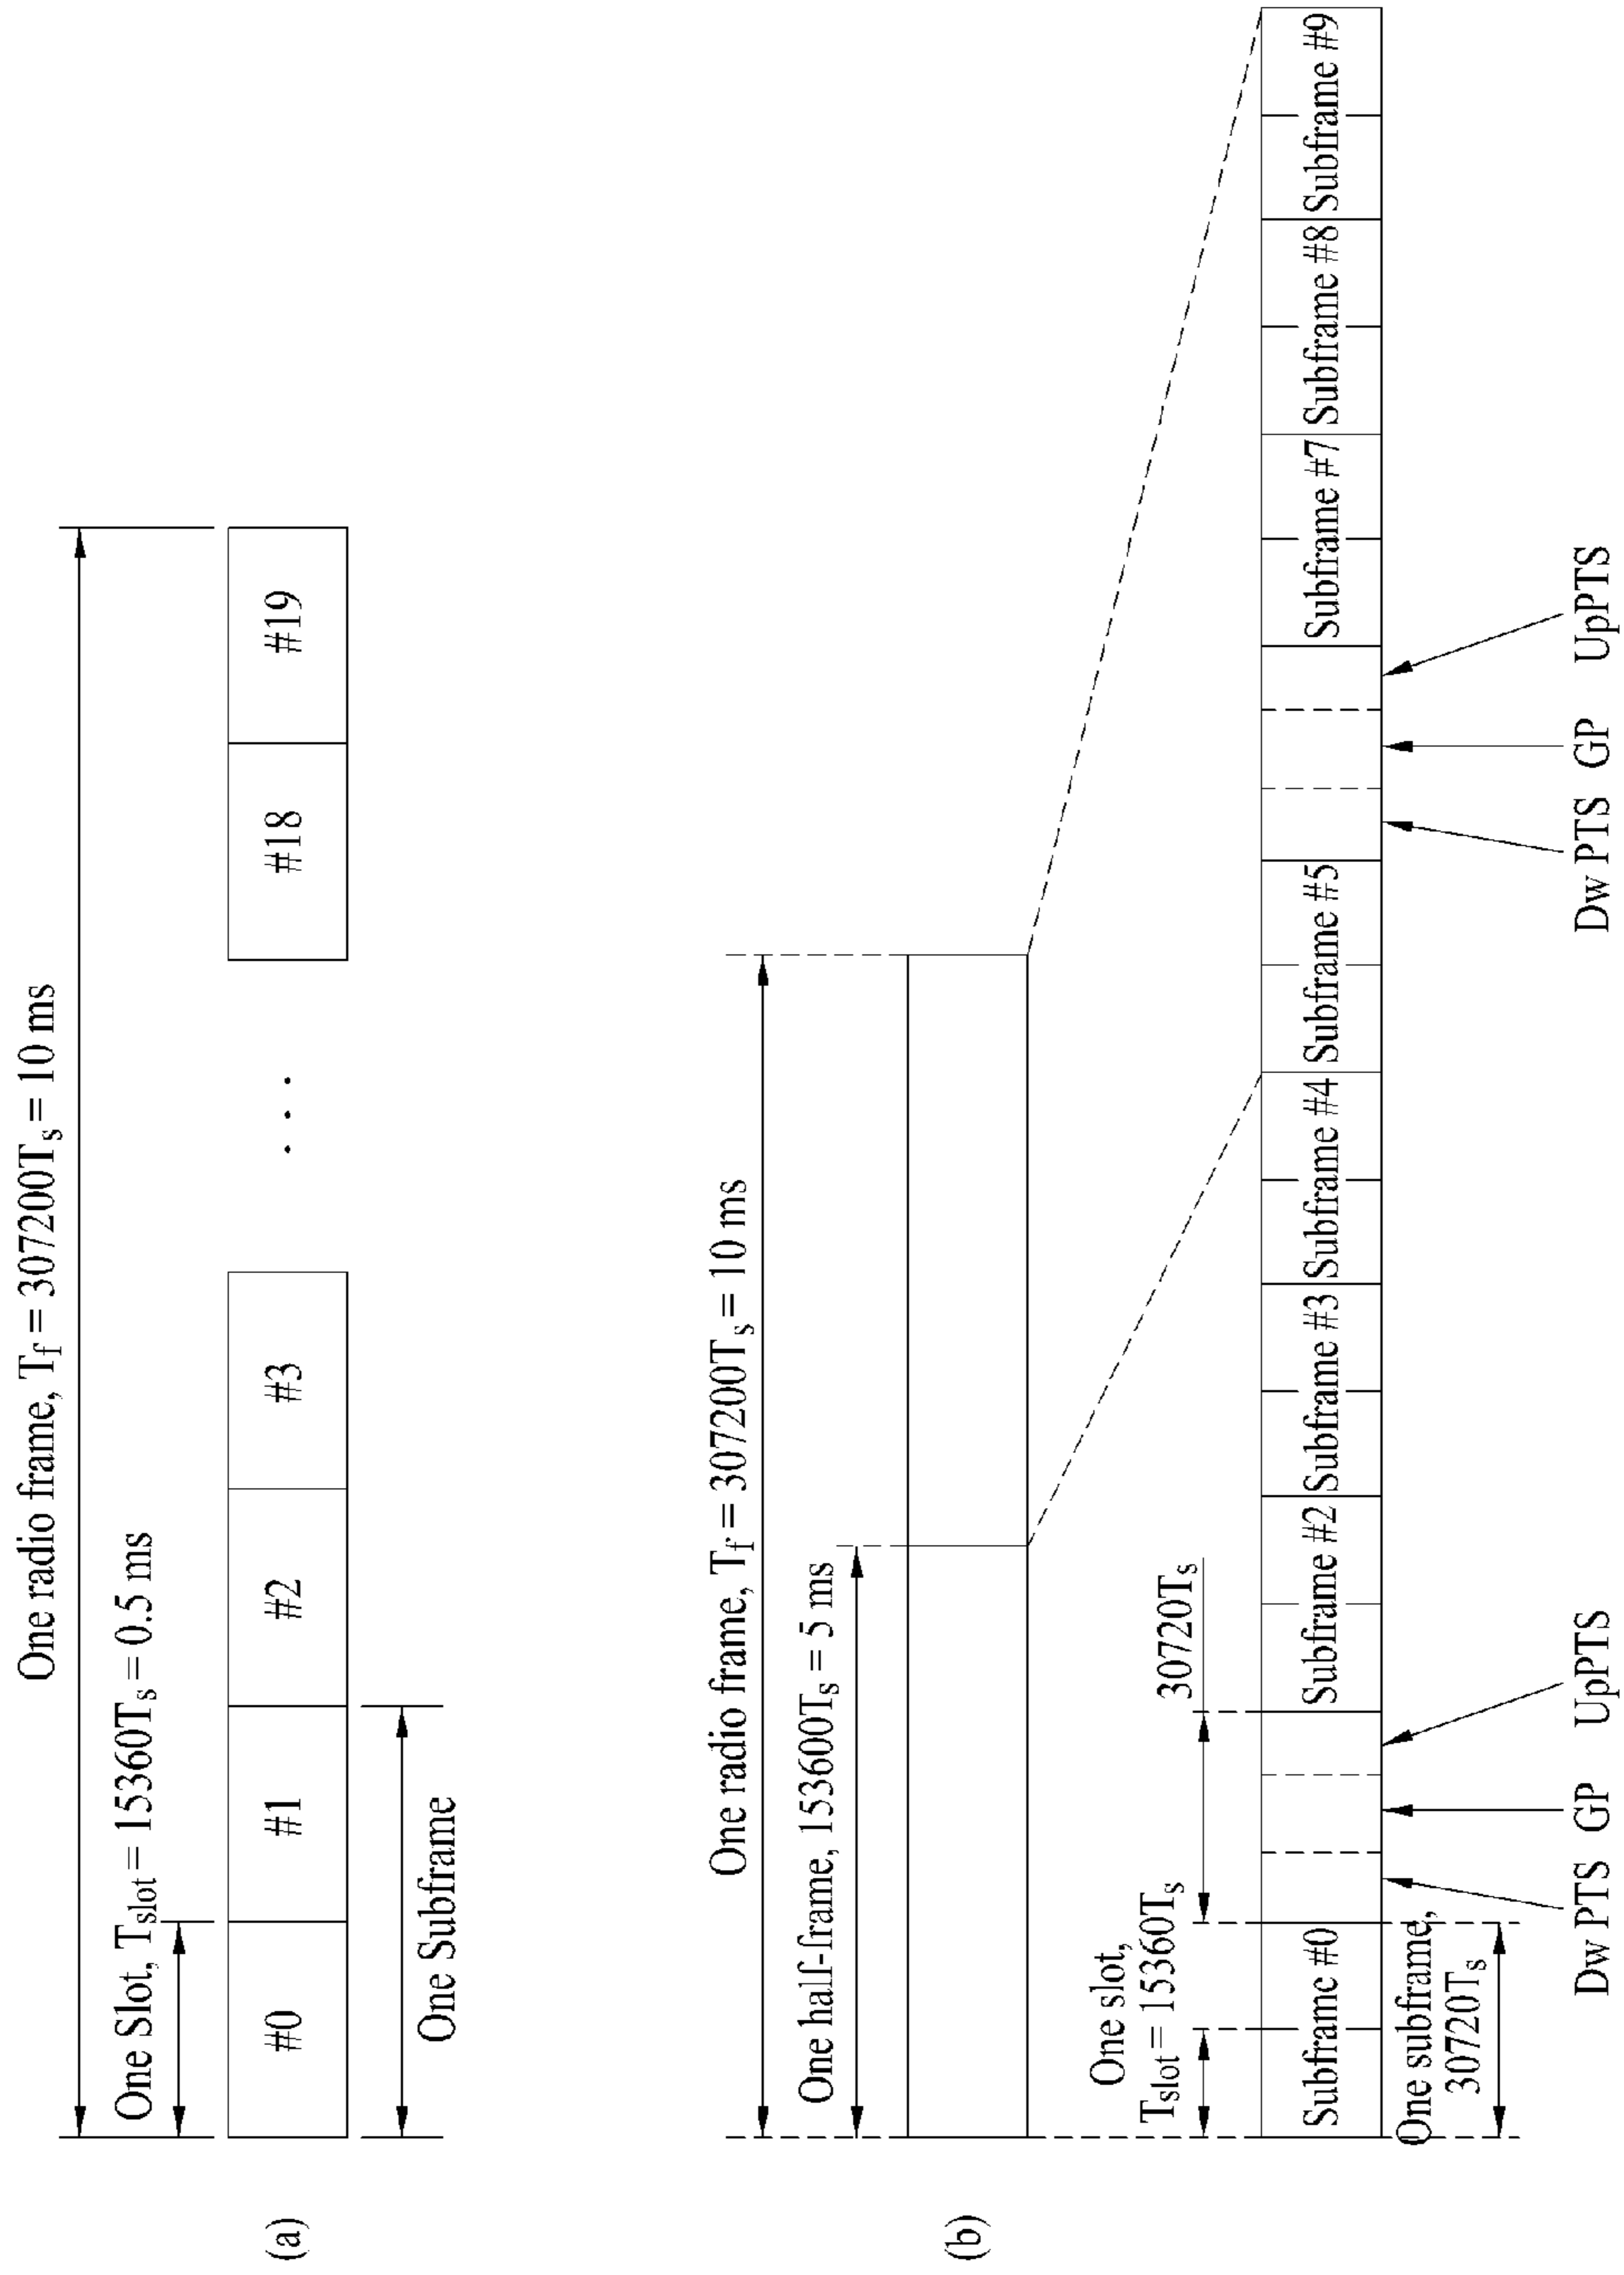 One radio frame, Tf = 307200Ts = 10 ms
One Slot, Tslot = 15360Ts = 0.5 ms
#0 #1 #2 #3 ... #18 #19
One Subframe
(a)
One radio frame, Tf = 307200Ts = 10 ms
One half-frame, 153600Ts = 5 ms
One slot,
Tslot = 15360Ts
30720Ts
Subframe #0 Subframe #2 Subframe #3 Subframe #4 Subframe #5 Subframe #7 Subframe #8 Subframe #9
One subframe,
30720Ts
Dw PTS GP UpPTS Dw PTS GP UpPTS
(b)